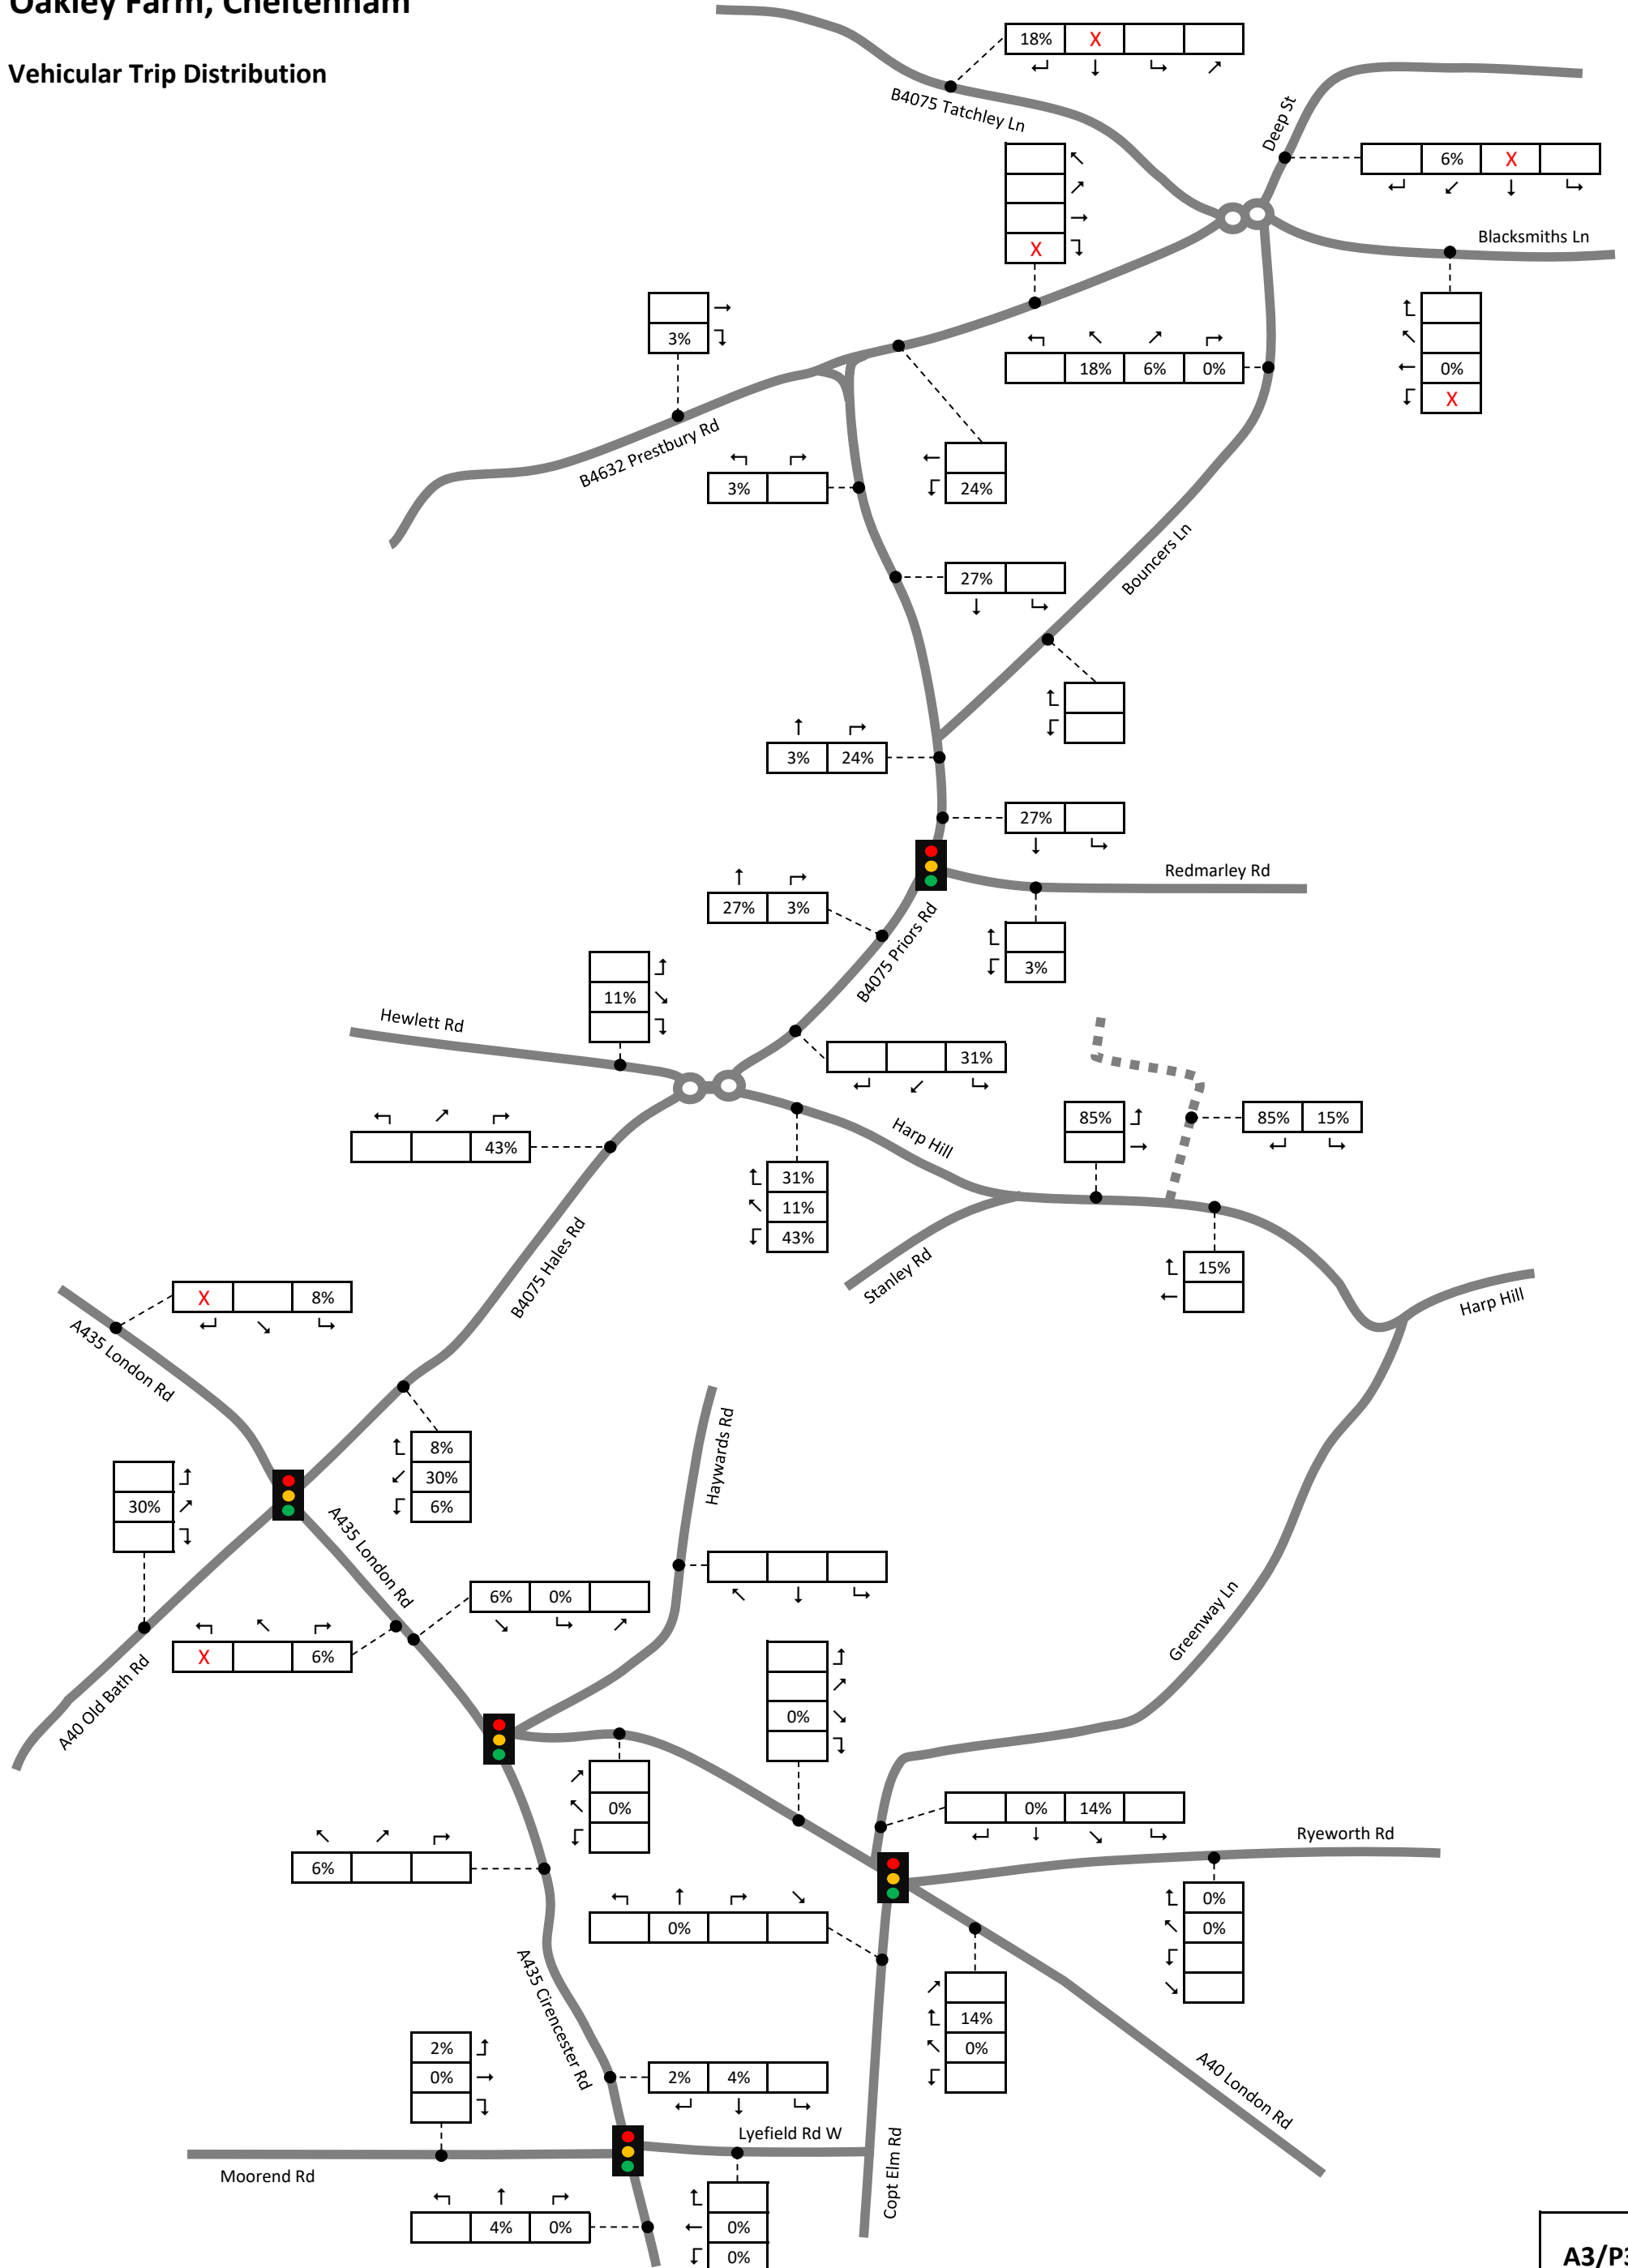 Oakley Farm, Cheltenham
Vehicular Trip Distribution
18% X
B4075 Tatchley Ln
Deep St
6% X
Blacksmiths Ln
X
3%
18% 6% 0%
0%
X
B4632 Prestbury Rd
3%
24%
27%
Bouncers Ln
3% 24%
27%
Redmarley Rd
27% 3%
3%
B4075 Priors Rd
11%
Hewlett Rd
31%
85%
85% 15%
43%
Harp Hill
31%
11%
43%
Stanley Rd
15%
B4075 Hales Rd
X 8%
A435 London Rd
Harp Hill
8%
30%
6%
30%
Haywards Rd
A435 London Rd
6% 0%
X 6%
A40 Old Bath Rd
Greenway Ln
0%
0%
0% 14%
Ryeworth Rd
6%
0%
0%
0%
14%
0%
A435 Cirencester Rd
2%
0%
2% 4%
A40 London Rd
Lyefield Rd W
Moorend Rd
Copt Elm Rd
4% 0%
0%
0%